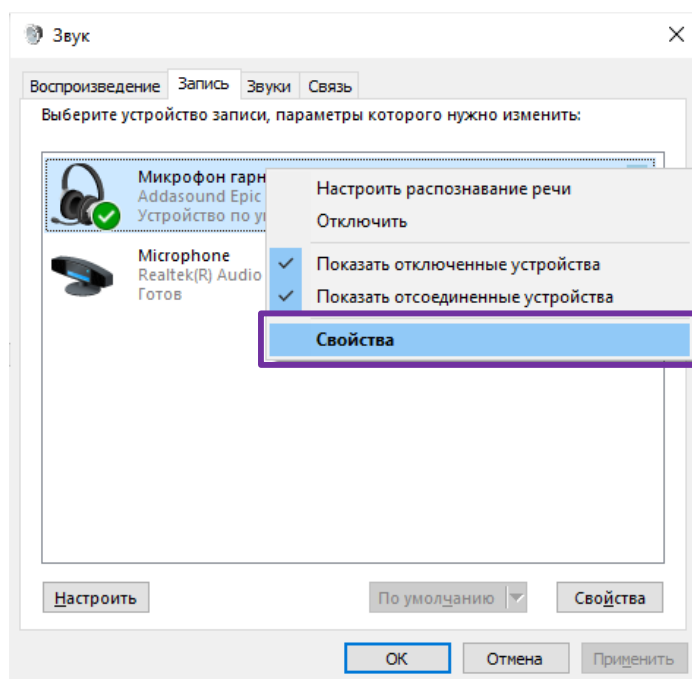 Звук
Воспроизведение Запись Звуки Связь
Выберите устройство записи, параметры которого нужно изменить:
Микрофон гарн
Addasound Epic
Устройство по у
Настроить распознавание речи
Отключить
Microphone
Realtek(R) Audio
Готов
Показать отключенные устройства
Показать отсоединенные устройства
Свойства
Настроить
По умолчанию
Свойства
ОК
Отмена
Применить